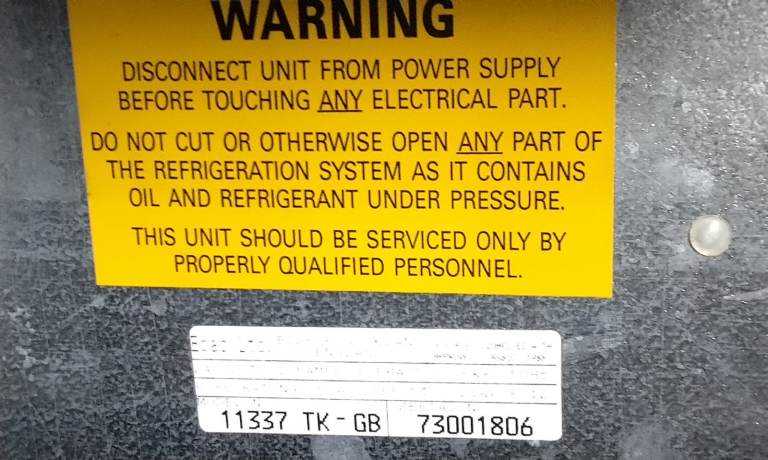 WARNING
DISCONNECT UNIT FROM POWER SUPPLY
BEFORE TOUCHING ANY ELECTRICAL PART.
DO NOT CUT OR OTHERWISE OPEN ANY PART OF
THE REFRIGERATION SYSTEM AS IT CONTAINS
OIL AND REFRIGERANT UNDER PRESSURE.
THIS UNIT SHOULD BE SERVICED ONLY BY
PROPERLY QUALIFIED PERSONNEL.
11337 TK-GB 73001806